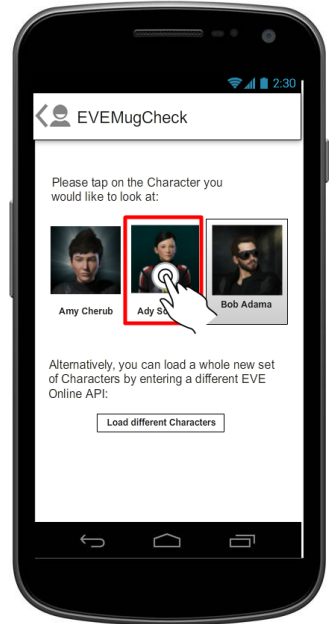 2:30
EVEMugCheck
Please tap on the Character you
would like to look at:
Amy Cherub
Ady
Bob Adama
Alternatively, you can load a whole new set
of Characters by entering a different EVE
Online API:
Load different Characters